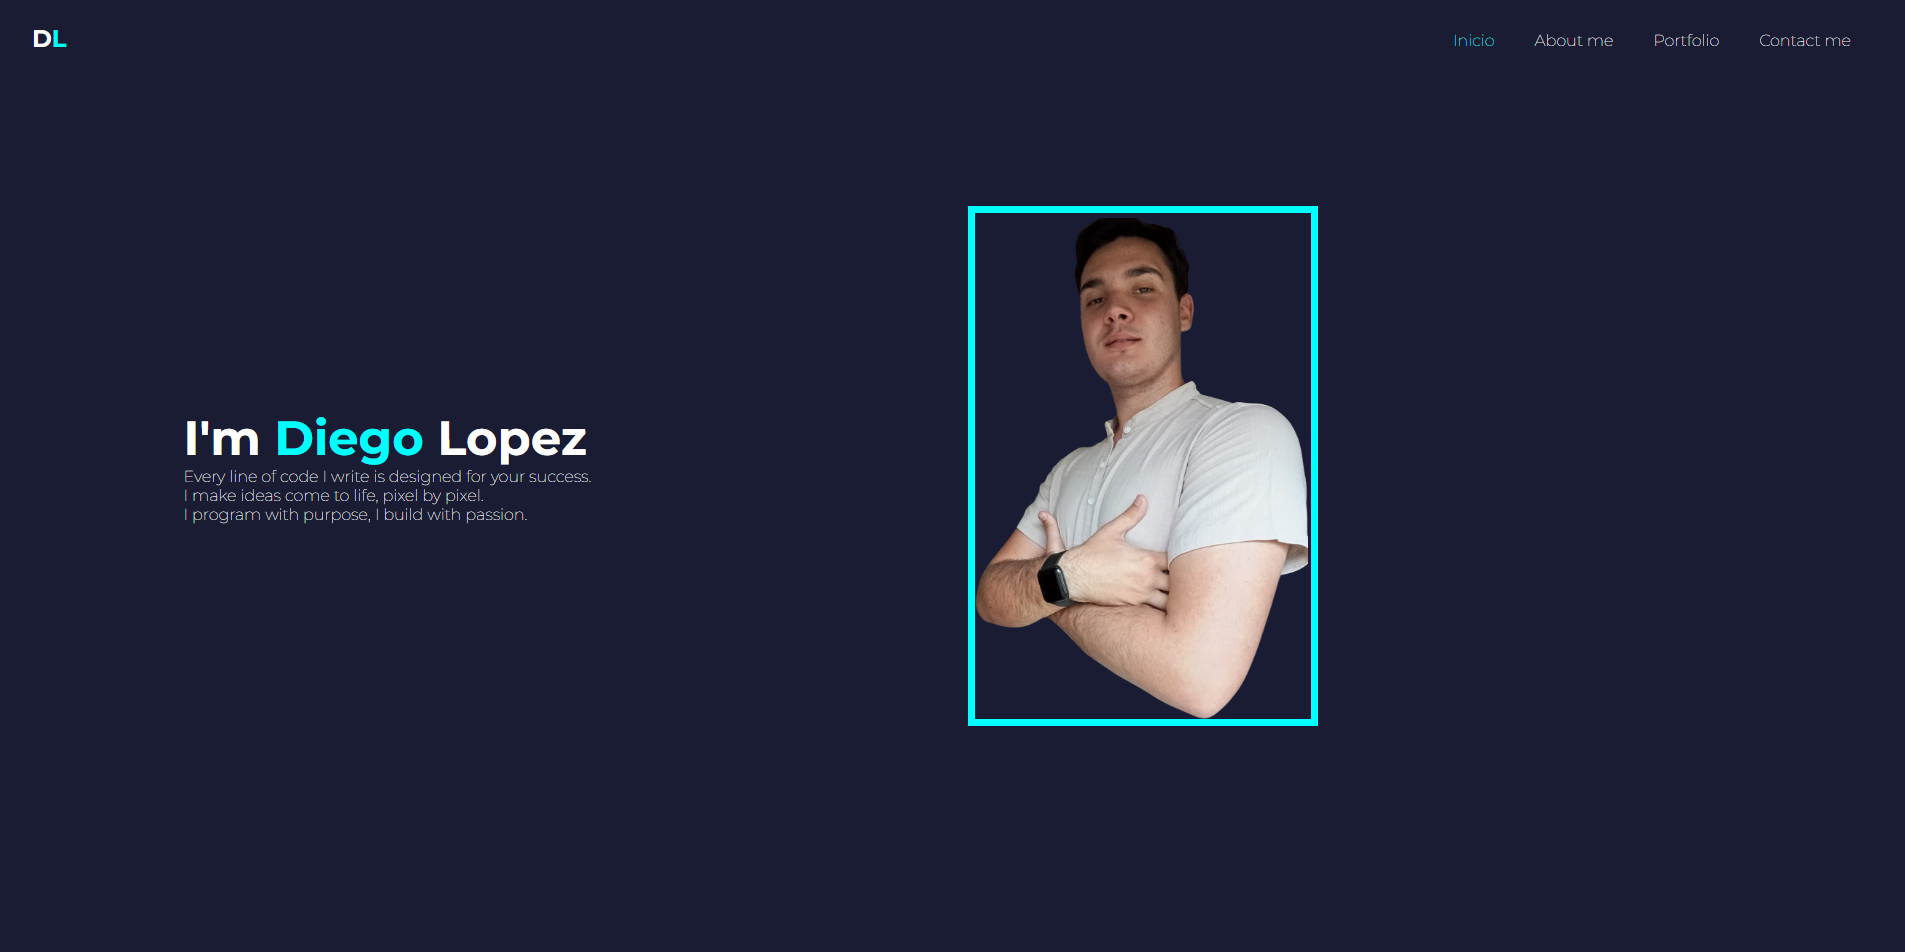 DL
Inicio About me Portfolio Contact me
I'm Diego Lopez
Every line of code I write is designed for your success.
I make ideas come to life, pixel by pixel.
I program with purpose, I build with passion.